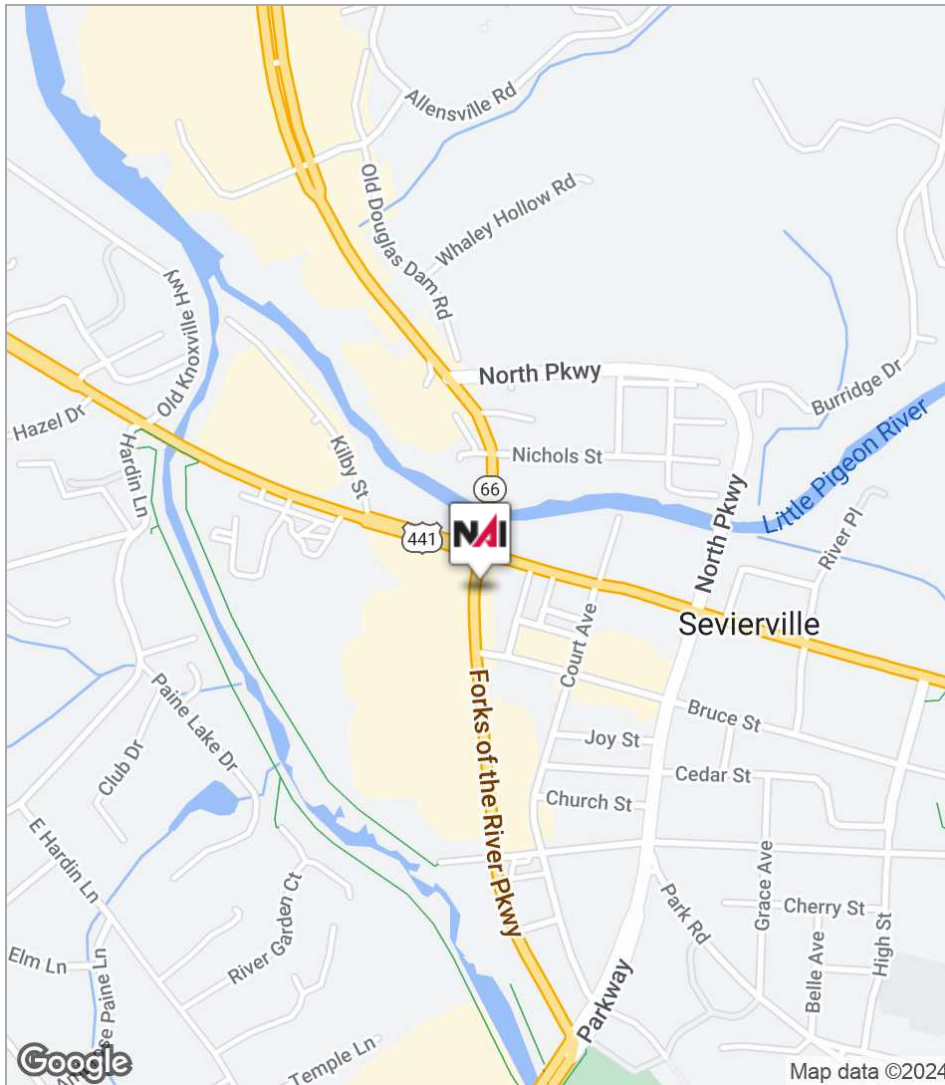 Allensville Rd
Old Douglas Dam Rd
Whaley Hollow Rd
Old Knoxville Hwy
North Pkwy
Burridge Dr
Hazel Dr
Hardin Ln
Kilby St
Nichols St
Little Pigeon River
66
NAI
441
North Pkwy
River Pl
Sevierville
Court Ave
Forks of the River Pkwy
Bruce St
Paine Lake Dr
Club Dr
Joy St
Cedar St
Church St
E Hardin Ln
River Garden Ct
Park Rd
Grace Ave
Cherry St
High St
Belle Ave
Elm Ln
Parkway
Temple Ln
Google
Map data ©2024